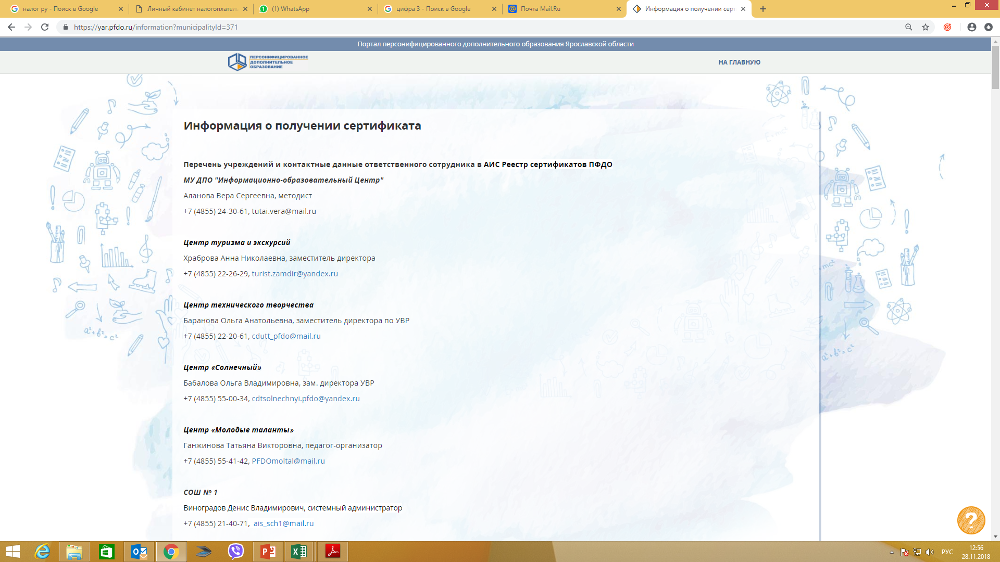 налог ру - Поиск в Google
Личный кабинет налогоплатель
(1) WhatsApp
цифра 3 - Поиск в Google
Почта Mail.Ru
Информация о получении серт
https://yar.pfdo.ru/information?municipalityId=371
Портал персонифицированного дополнительного образования Ярославской области
ПЕРСОНИФИЦИРОВАННОЕ
ДОПОЛНИТЕЛЬНОЕ
ОБРАЗОВАНИЕ
НА ГЛАВНУЮ
Информация о получении сертификата
Перечень учреждений и контактные данные ответственного сотрудника в АИС Реестр сертификатов ПФДО
МУ ДПО "Информационно-образовательный Центр"
Аланова Вера Сергеевна, методист
+7 (4855) 24-30-61, tutai.vera@mail.ru
Центр туризма и экскурсий
Храброва Анна Николаевна, заместитель директора
+7 (4855) 22-26-29, turist.zamdir@yandex.ru
Центр технического творчества
Баранова Ольга Анатольевна, заместитель директора по УВР
+7 (4855) 22-20-61, cdutt_pfdo@mail.ru
Центр «Солнечный»
Бабалова Ольга Владимировна, зам. директора УВР
+7 (4855) 55-00-34, cdtsolnechnyi.pfdo@yandex.ru
Центр «Молодые таланты»
Ганжинова Татьяна Викторовна, педагог-организатор
+7 (4855) 55-41-42, PFDOmoltal@mail.ru
СОШ № 1
Виноградов Денис Владимирович, системный администратор
+7 (4855) 21-40-71, ais_sch1@mail.ru
a²+b²=c²
E=mc²
a²+b²=c²
РУС
12:56
28.11.2018